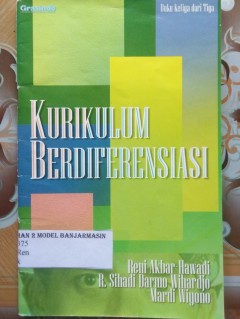 Grasindo
Buku Ketiga dari Tiga
KURIKULUM
BERDIFERENSIASI
MAN 2 MODEL BANJARMASIN
375
Ren
Reni Akbar Hawadi
R. Sihadi Darmo Wihardjo
Mardi Wiyono